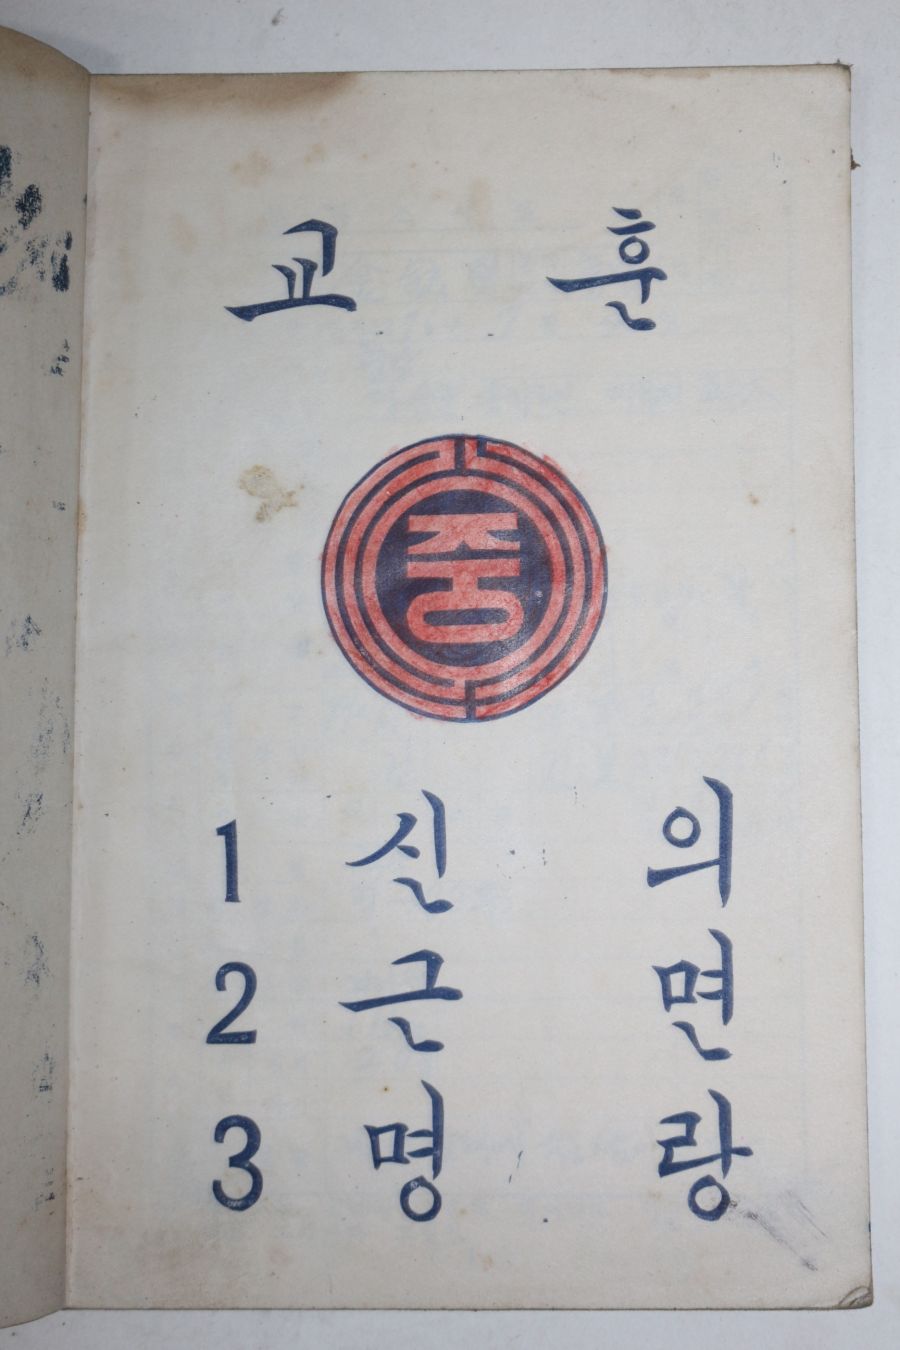 교 훈
중
1 신 의
2 근 면
3 명 랑